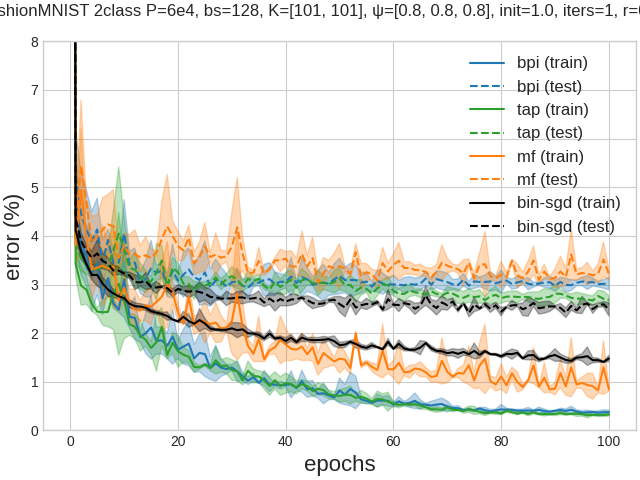 shionMNIST 2class P=6e4, bs=128, K=[101, 101], ψ=[0.8, 0.8, 0.8], init=1.0, iters=1, r=
8
7
6
5
4
3
2
1
0
error (%)
0 20 40 60 80 100
epochs
bpi (train)
bpi (test)
tap (train)
tap (test)
mf (train)
mf (test)
bin-sgd (train)
bin-sgd (test)